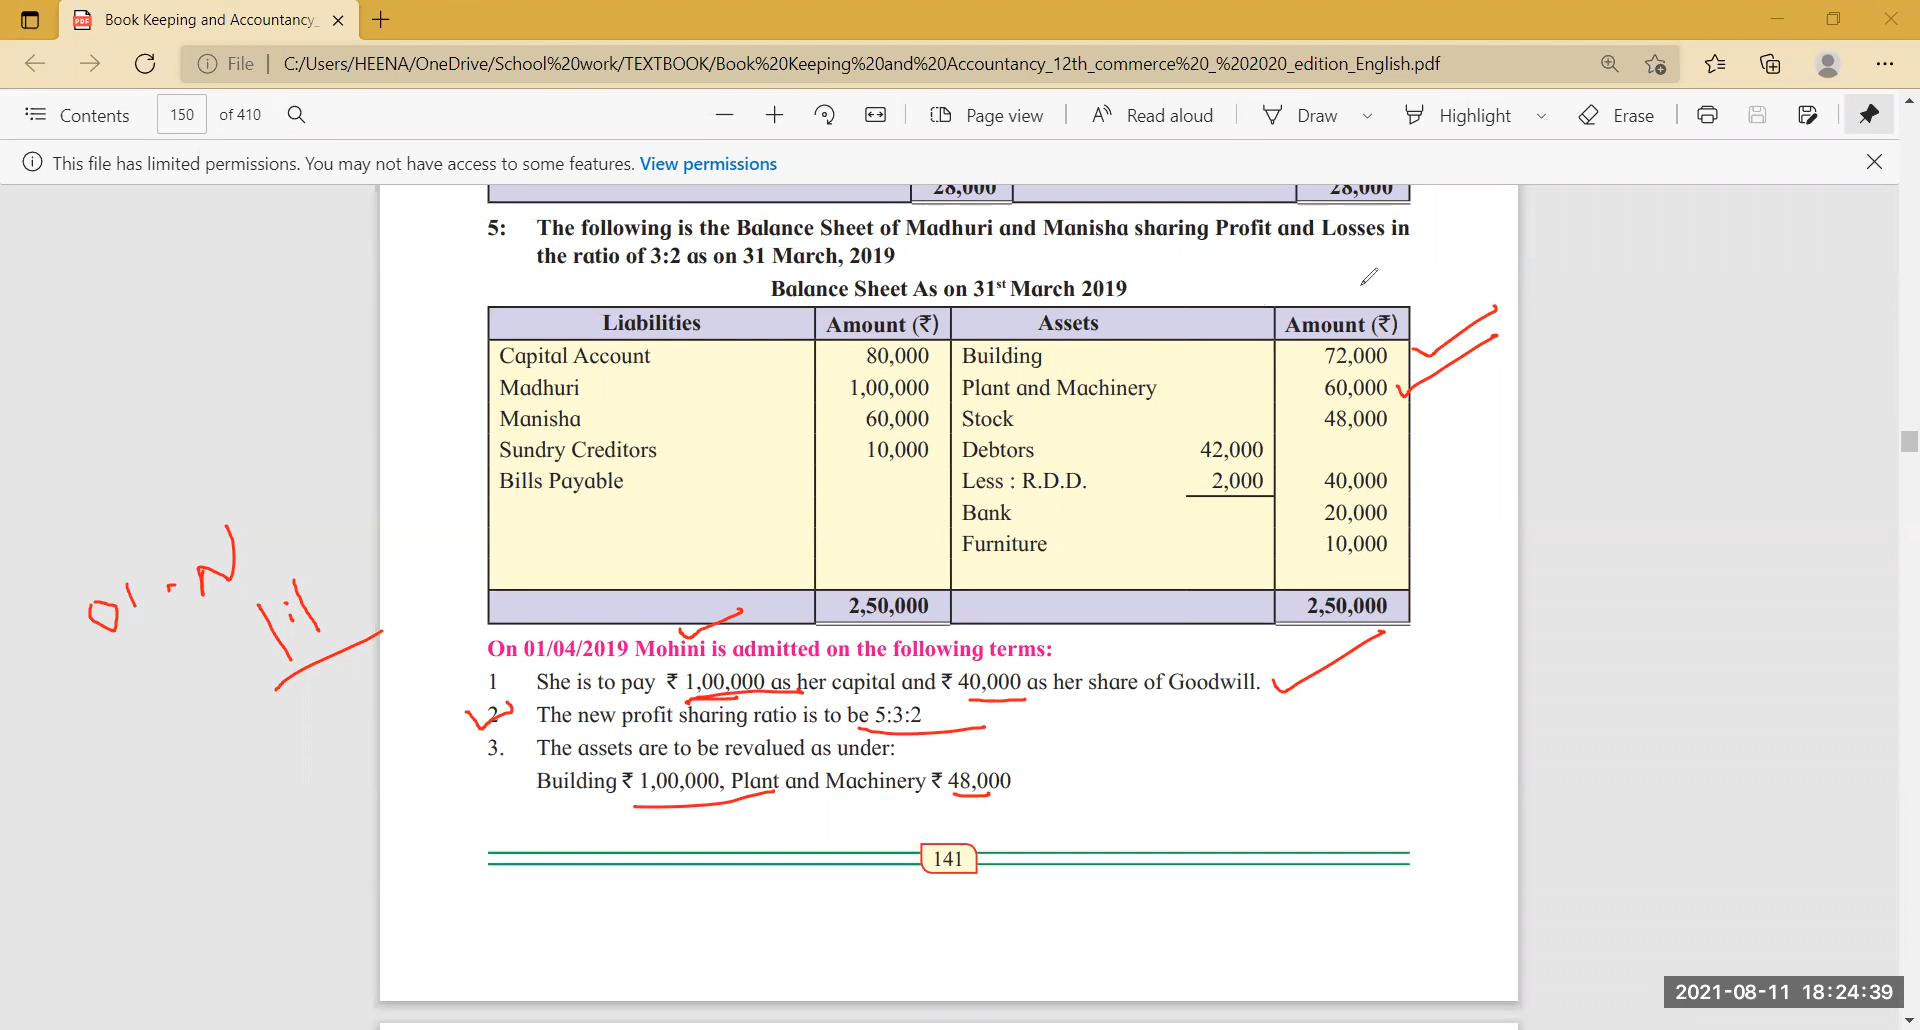 Book Keeping and Accountancy_
File C:/Users/HEENA/OneDrive/School%20work/TEXTBOOK/Book%20Keeping%20and%20Accountancy_12th_commerce%20_%202020_edition_English.pdf
Contents 150 of 410 Page view Read aloud Draw Highlight Erase
This file has limited permissions. You may not have access to some features. View permissions
28,000 28,000
5: The following is the Balance Sheet of Madhuri and Manisha sharing Profit and Losses in
the ratio of 3:2 as on 31 March, 2019
Balance Sheet As on 31st March 2019
Liabilities Amount (₹) Assets Amount (₹)
Capital Account 80,000 Building 72,000
Madhuri 1,00,000 Plant and Machinery 60,000
Manisha 60,000 Stock 48,000
Sundry Creditors 10,000 Debtors 42,000
Bills Payable Less : R.D.D. 2,000 40,000
Bank 20,000
Furniture 10,000
2,50,000 2,50,000
On 01/04/2019 Mohini is admitted on the following terms:
1 She is to pay ₹ 1,00,000 as her capital and ₹ 40,000 as her share of Goodwill.
2 The new profit sharing ratio is to be 5:3:2
3. The assets are to be revalued as under:
Building ₹ 1,00,000, Plant and Machinery ₹ 48,000
141
2021-08-11 18:24:39